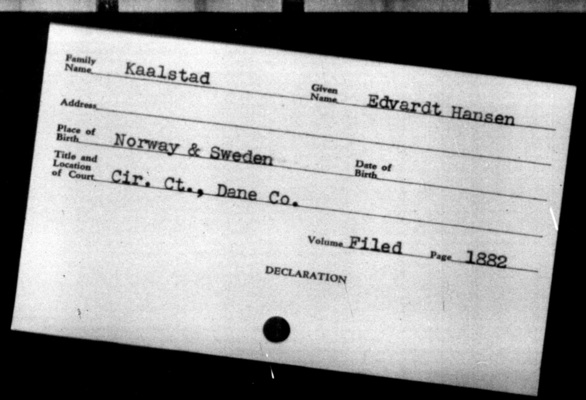 Family Name Kaalstad Given Name Edvardt Hansen
Address
Place of Birth Norway & Sweden Date of Birth
Title and Location of Court Cir. Ct., Dane Co.
Volume Filed Page 1882
DECLARATION